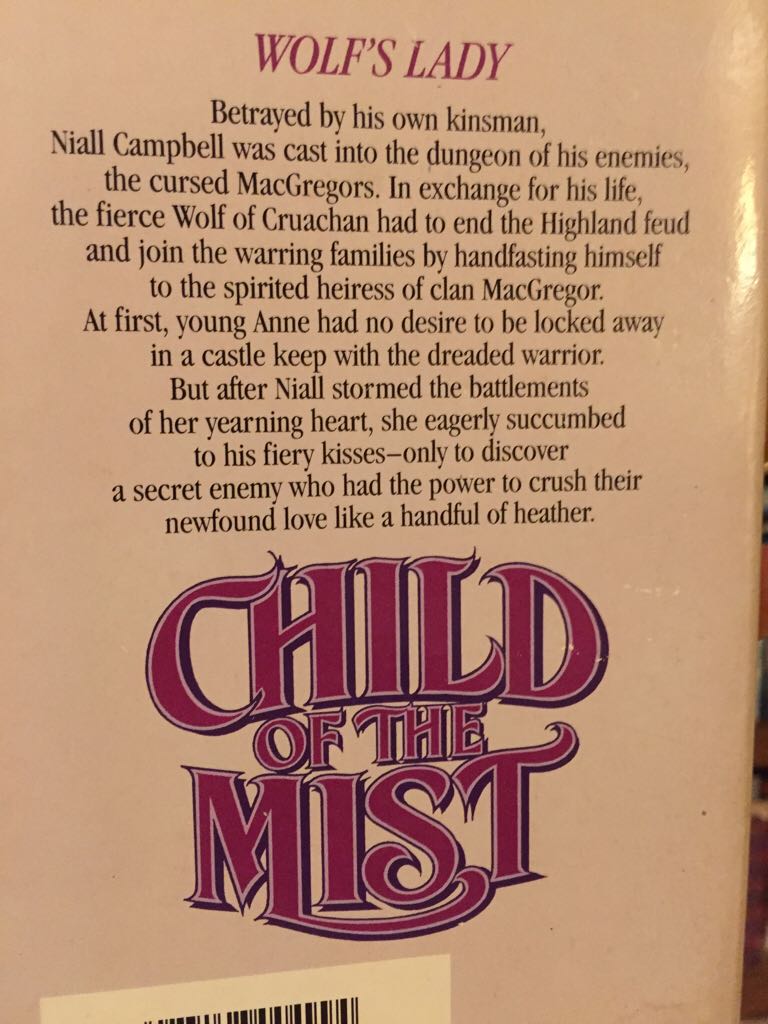 WOLF'S LADY
Betrayed by his own kinsman,
Niall Campbell was cast into the dungeon of his enemies,
the cursed MacGregors. In exchange for his life,
the fierce Wolf of Cruachan had to end the Highland feud
and join the warring families by handfasting himself
to the spirited heiress of clan MacGregor.
At first, young Anne had no desire to be locked away
in a castle keep with the dreaded warrior.
But after Niall stormed the battlements
of her yearning heart, she eagerly succumbed
to his fiery kisses—only to discover
a secret enemy who had the power to crush their
newfound love like a handful of heather.
CHILD
OF THE
MIST